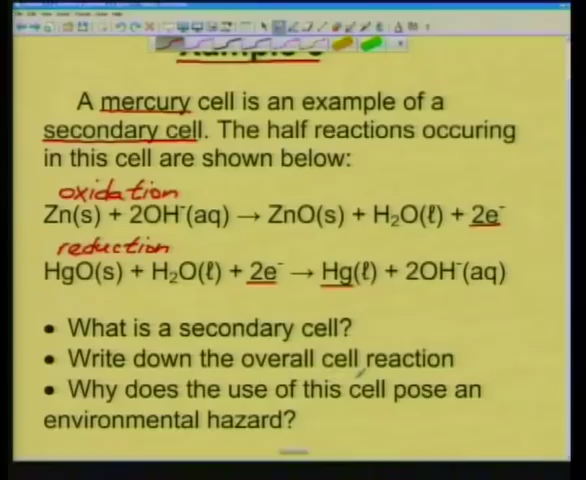 A mercury cell is an example of a
secondary cell. The half reactions occuring
in this cell are shown below:
oxidation
Zn(s) + 2OH⁻(aq) → ZnO(s) + H₂O(ℓ) + 2e⁻
reduction
HgO(s) + H₂O(ℓ) + 2e⁻ → Hg(ℓ) + 2OH⁻(aq)
• What is a secondary cell?
• Write down the overall cell reaction
• Why does the use of this cell pose an
environmental hazard?